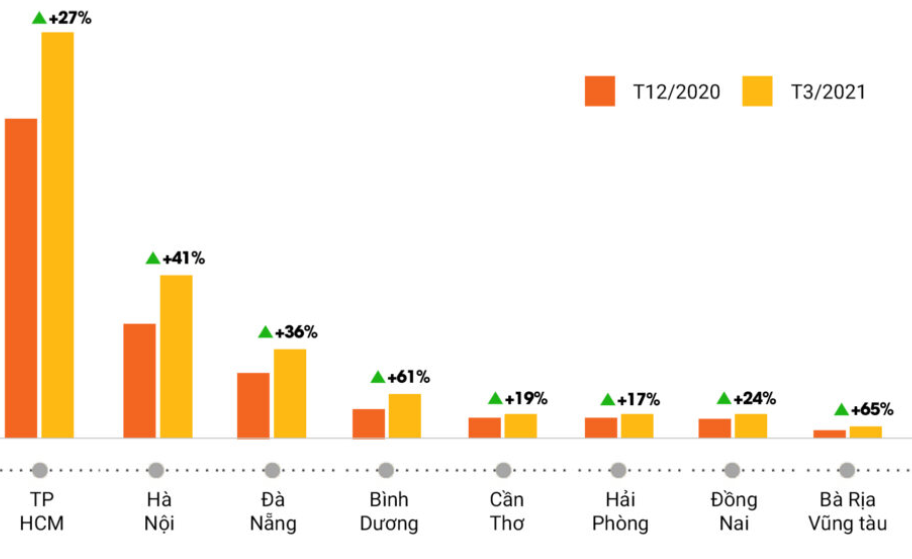 +27%
T12/2020 T3/2021
+41%
+36%
+61%
+19% +17% +24% +65%
TP Hà Đà Bình Cần Hải Đồng Bà Rịa
HCM Nội Nẵng Dương Thơ Phòng Nai Vũng tàu